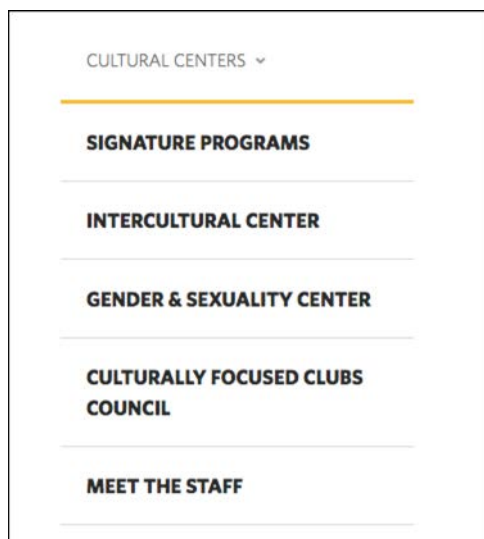 CULTURAL CENTERS
SIGNATURE PROGRAMS
INTERCULTURAL CENTER
GENDER & SEXUALITY CENTER
CULTURALLY FOCUSED CLUBS
COUNCIL
MEET THE STAFF